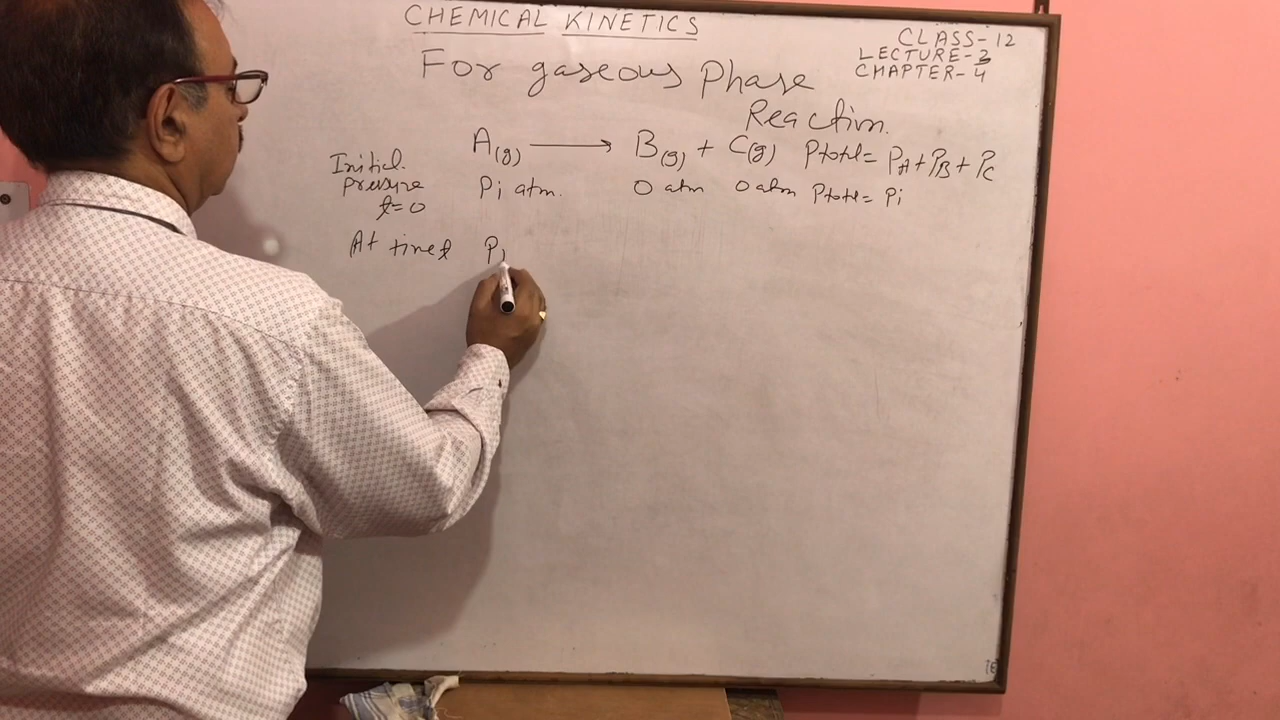 CHEMICAL KINETICS
CLASS-12
LECTURE-3
CHAPTER-4
For gaseous Phase
Reaction.
A(g) ⟶ B(g) + C(g) Ptotal = PA + PB + PC
Initial
pressure Pi atm. 0 atm 0 atm Ptotal = Pi
t=0
At time t Pi